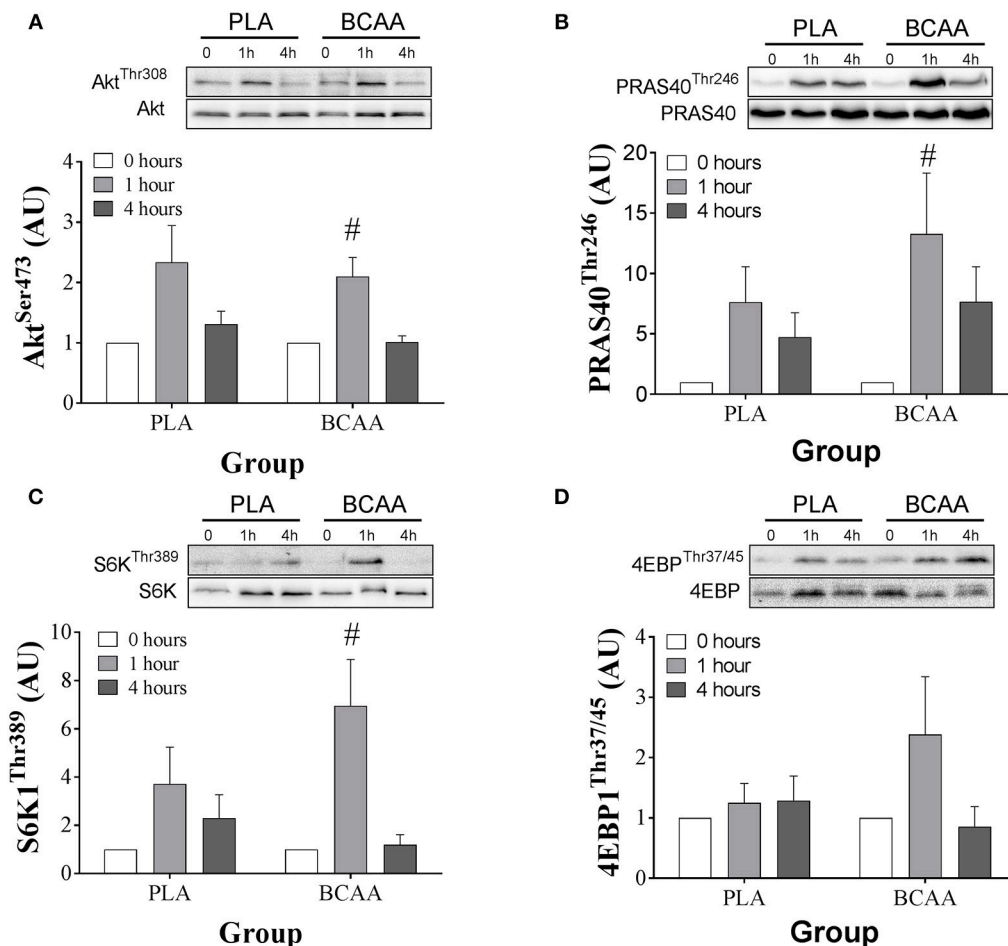 A
PLA BCAA
0 1h 4h 0 1h 4h
Akt Thr308
Akt
Akt Ser473 (AU)
4
3
2
1
0
0 hours
1 hour
4 hours
#
PLA BCAA
Group
B
PLA BCAA
0 1h 4h 0 1h 4h
PRAS40 Thr246
PRAS40
PRAS40 Thr246 (AU)
20
15
10
5
0
0 hours
1 hour
4 hours
#
PLA BCAA
Group
C
PLA BCAA
0 1h 4h 0 1h 4h
S6K Thr389
S6K
S6K1 Thr389 (AU)
10
8
6
4
2
0
0 hours
1 hour
4 hours
#
PLA BCAA
Group
D
PLA BCAA
0 1h 4h 0 1h 4h
4EBP Thr37/45
4EBP
4EBP1 Thr37/45 (AU)
4
3
2
1
0
0 hours
1 hour
4 hours
PLA BCAA
Group